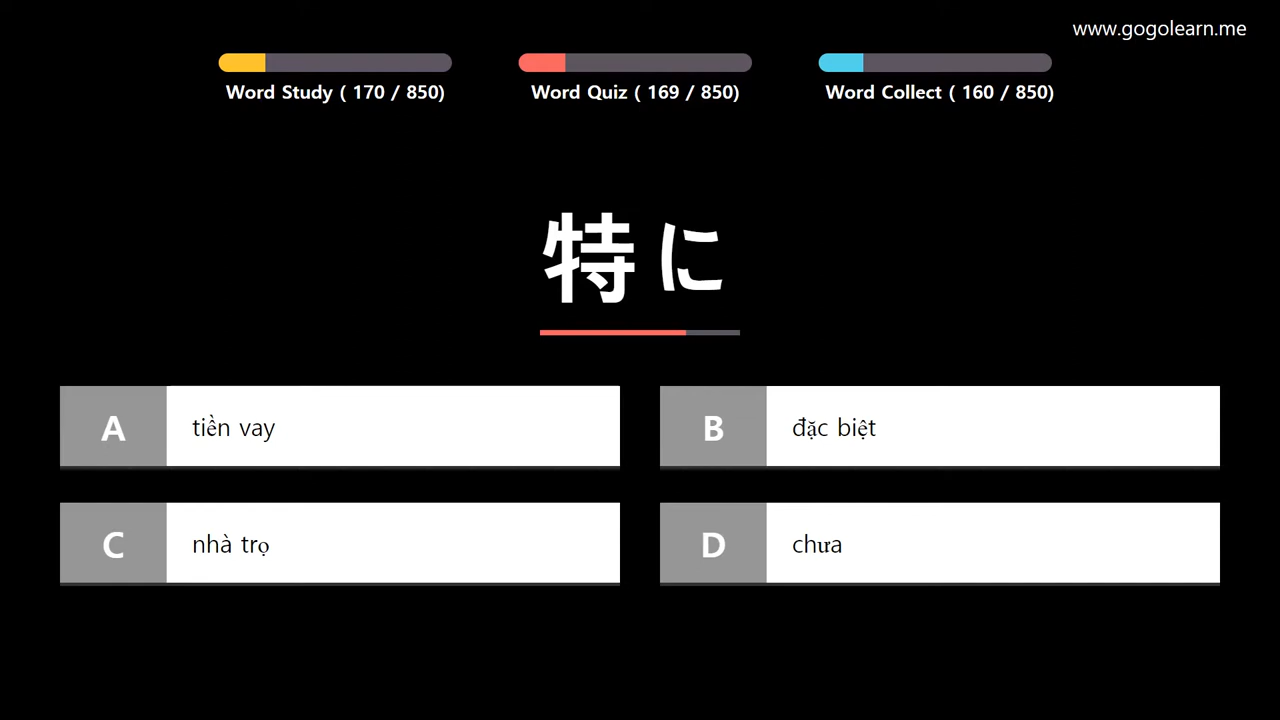 www.gogolearn.me
Word Study ( 170 / 850)
Word Quiz ( 169 / 850)
Word Collect ( 160 / 850)
特に
A tiền vay
B đặc biệt
C nhà trọ
D chưa